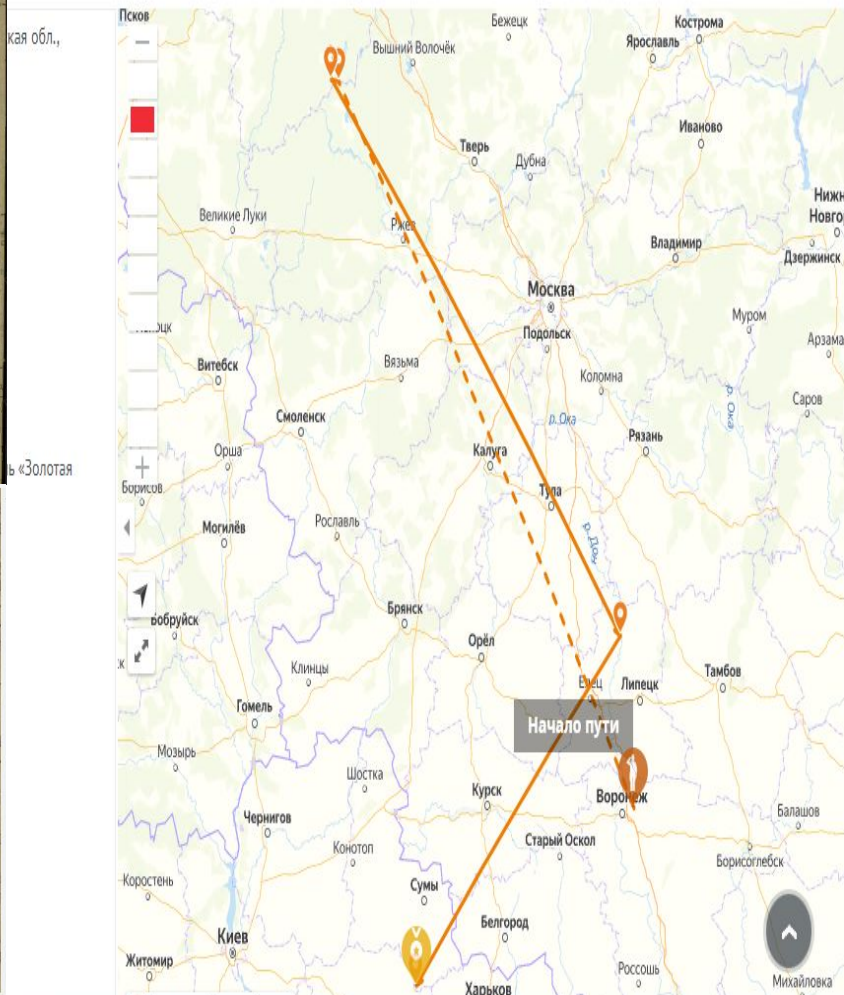 кая обл.,
ь «Золотая
Псков
Бежецк
Кострома
Вышний Волочёк
Ярославль
Иваново
Тверь
Дубна
Великие Луки
Ржев
Нижн
Новгор
Владимир
Дзержинск
Москва
Муром
Подольск
Арзама
Витебск
Вязьма
Коломна
р. Ока
Саров
Смоленск
р. Ока
Рязань
Орша
Калуга
Борисов
Тула
Могилёв
Рославль
р. Дон
Бобруйск
Брянск
Орёл
Клинцы
Елец
Липецк
Тамбов
Гомель
Начало пути
Мозырь
Шостка
Курск
Воронеж
Чернигов
Балашов
Конотоп
Старый Оскол
Борисоглебск
Коростень
Сумы
Белгород
Киев
Житомир
Россошь
Харьков
Михайловка